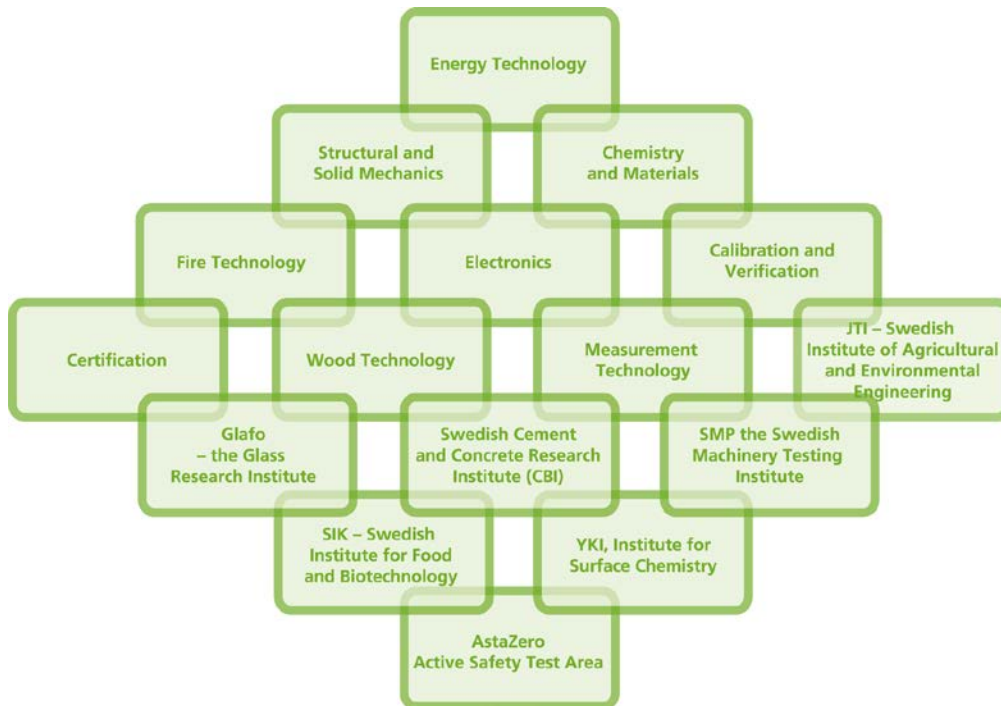 Energy Technology
Structural and
Solid Mechanics
Chemistry
and Materials
Fire Technology
Electronics
Calibration and
Verification
Certification
Wood Technology
Measurement
Technology
JTI – Swedish
Institute of Agricultural
and Environmental
Engineering
Glafo
– the Glass
Research Institute
Swedish Cement
and Concrete Research
Institute (CBI)
SMP the Swedish
Machinery Testing
Institute
SIK – Swedish
Institute for Food
and Biotechnology
YKI, Institute for
Surface Chemistry
AstaZero
Active Safety Test Area